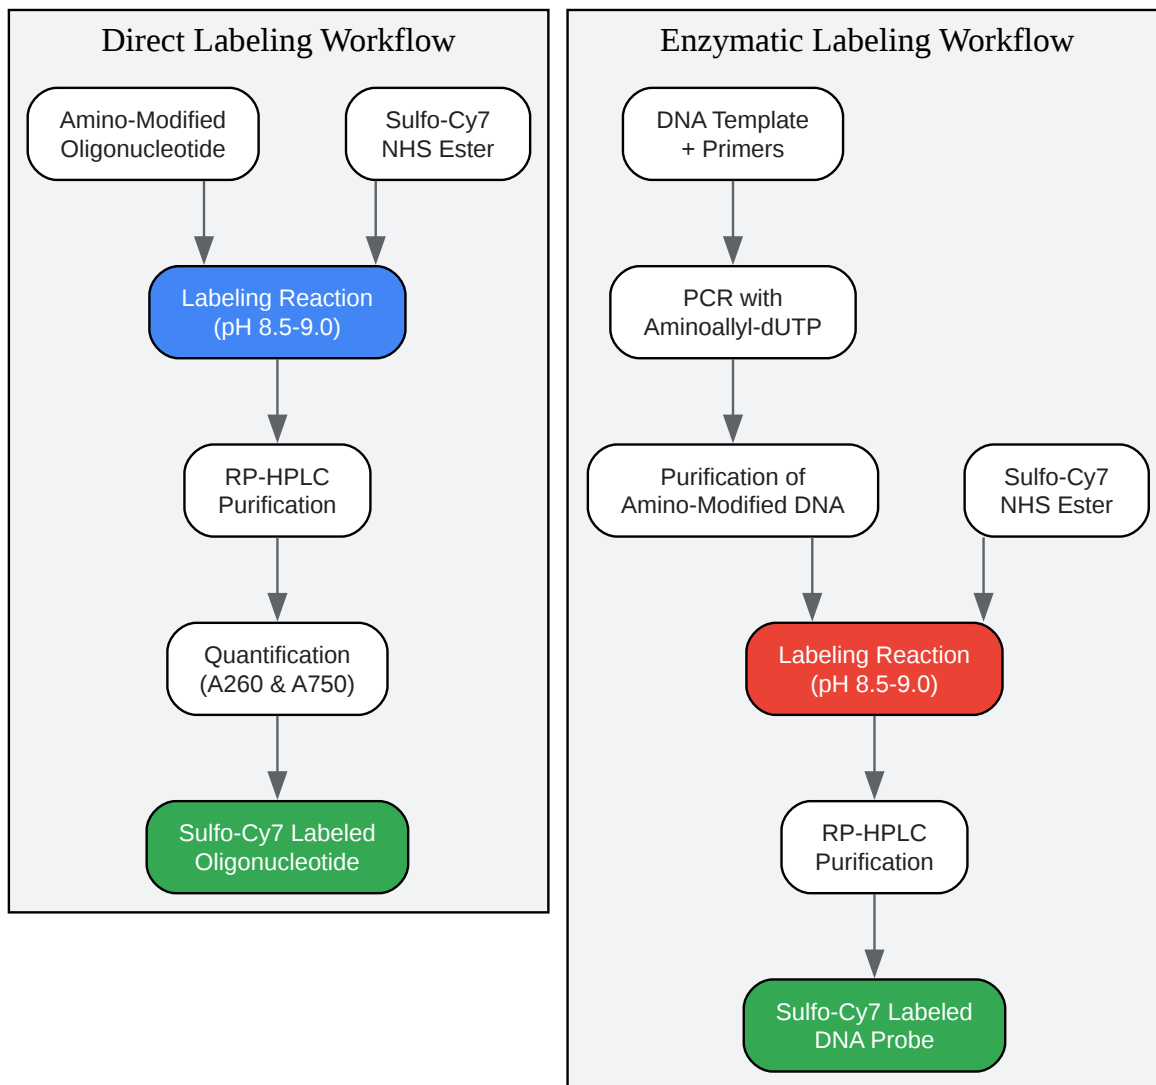 Direct Labeling Workflow
Amino-Modified
Oligonucleotide
Sulfo-Cy7
NHS Ester
Labeling Reaction
(pH 8.5-9.0)
RP-HPLC
Purification
Quantification
(A260 & A750)
Sulfo-Cy7 Labeled
Oligonucleotide
Enzymatic Labeling Workflow
DNA Template
+ Primers
PCR with
Aminoallyl-dUTP
Purification of
Amino-Modified DNA
Sulfo-Cy7
NHS Ester
Labeling Reaction
(pH 8.5-9.0)
RP-HPLC
Purification
Sulfo-Cy7 Labeled
DNA Probe